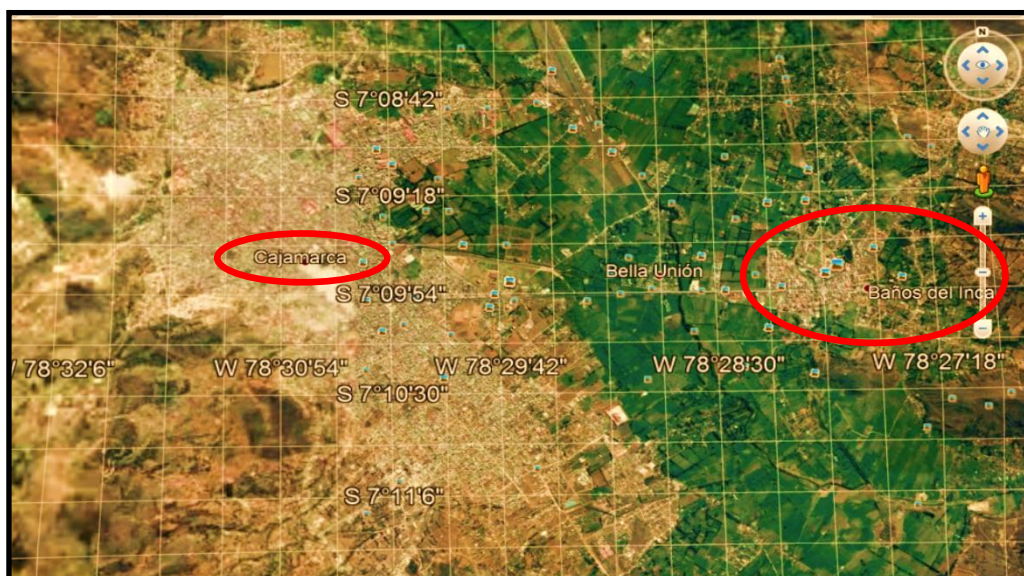 N
S 7°08'42"
S 7°09'18"
Cajamarca
Bella Unión
S 7°09'54"
Baños del Inca
78°32'6"
W 78°30'54"
W 78°29'42"
W 78°28'30"
W 78°27'18"
S 7°10'30"
S 7°11'6"